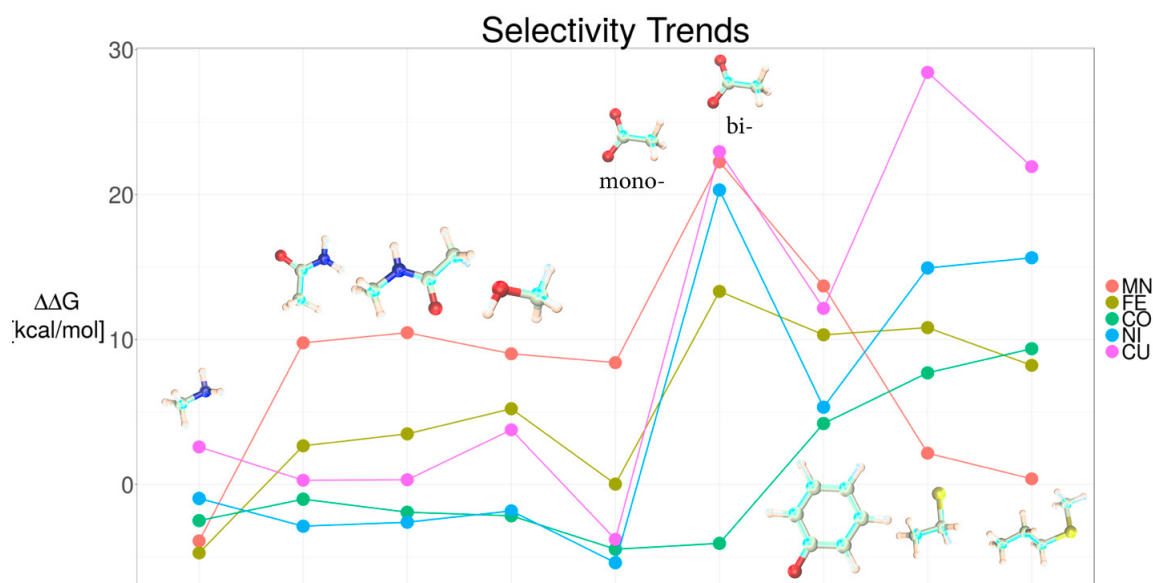 Selectivity Trends
30
20
10
0
ΔΔG
[kcal/mol]
mono-
bi-
MN
FE
CO
NI
CU